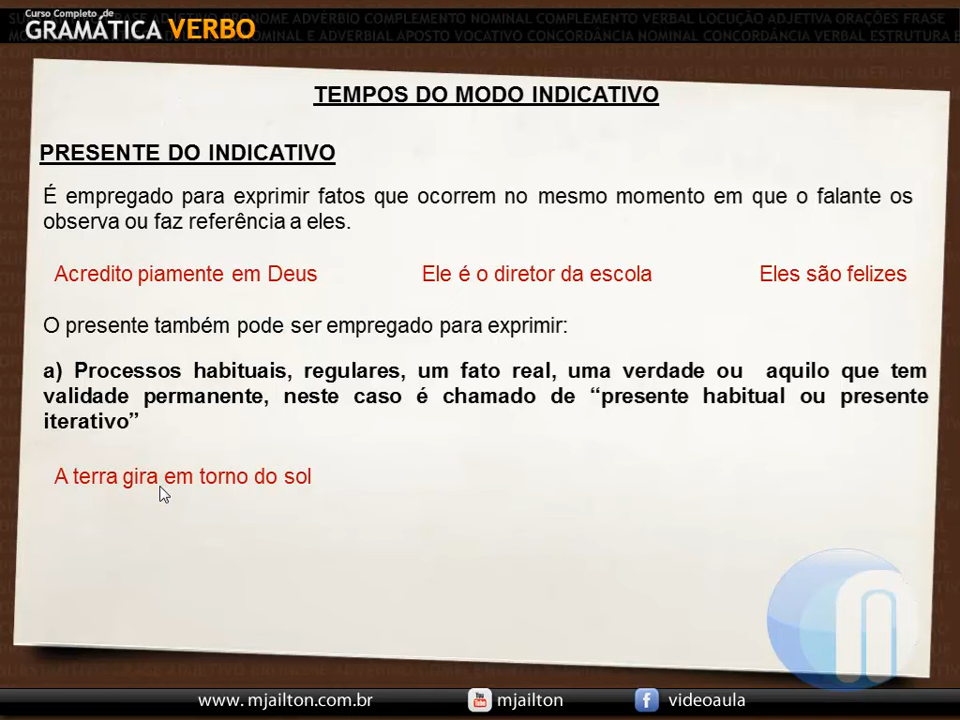 Curso Completo de
GRAMÁTICA VERBO
TEMPOS DO MODO INDICATIVO
PRESENTE DO INDICATIVO
É empregado para exprimir fatos que ocorrem no mesmo momento em que o falante os
observa ou faz referência a eles.
Acredito piamente em Deus Ele é o diretor da escola Eles são felizes
O presente também pode ser empregado para exprimir:
a) Processos habituais, regulares, um fato real, uma verdade ou aquilo que tem
validade permanente, neste caso é chamado de “presente habitual ou presente
iterativo”
A terra gira em torno do sol
www. mjailton.com.br You Tube mjailton f videoaula